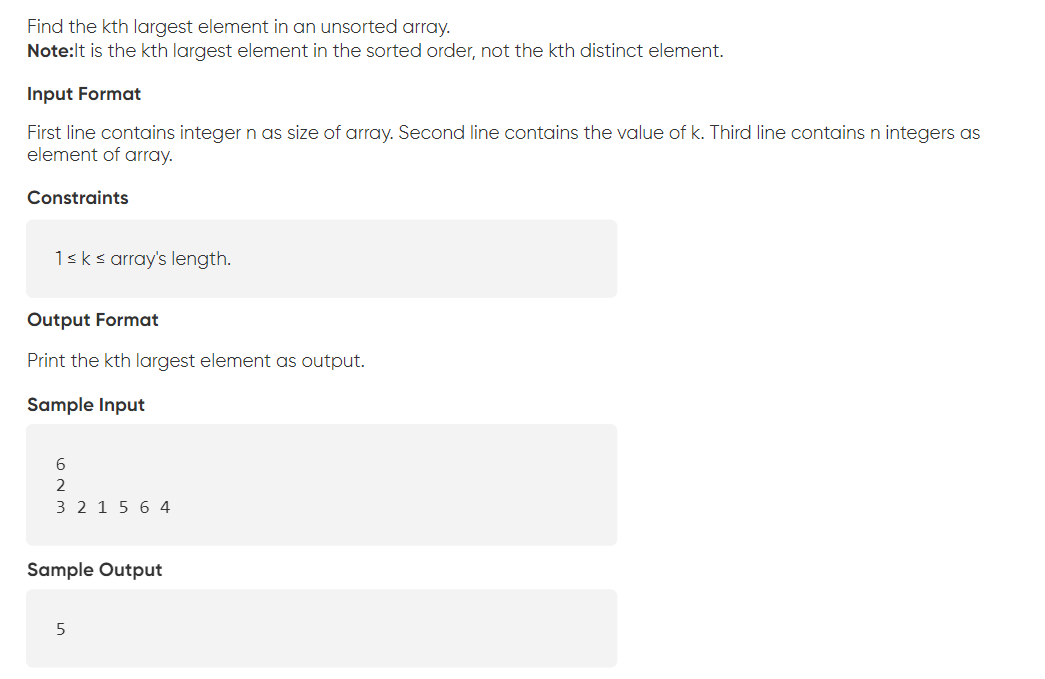 Find the kth largest element in an unsorted array.
Note:It is the kth largest element in the sorted order, not the kth distinct element.
Input Format
First line contains integer n as size of array. Second line contains the value of k. Third line contains n integers as
element of array.
Constraints
1 ≤ k ≤ array's length.
Output Format
Print the kth largest element as output.
Sample Input
6
2
3 2 1 5 6 4
Sample Output
5